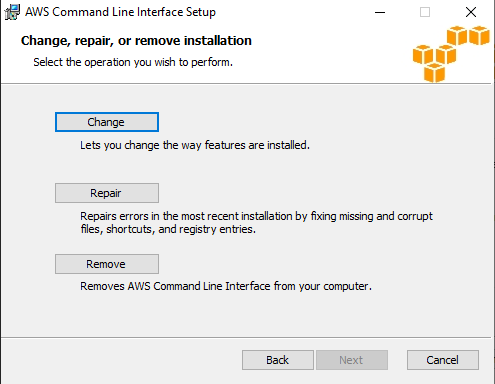 AWS Command Line Interface Setup
Change, repair, or remove installation
Select the operation you wish to perform.
Change
Lets you change the way features are installed.
Repair
Repairs errors in the most recent installation by fixing missing and corrupt
files, shortcuts, and registry entries.
Remove
Removes AWS Command Line Interface from your computer.
Back
Next
Cancel